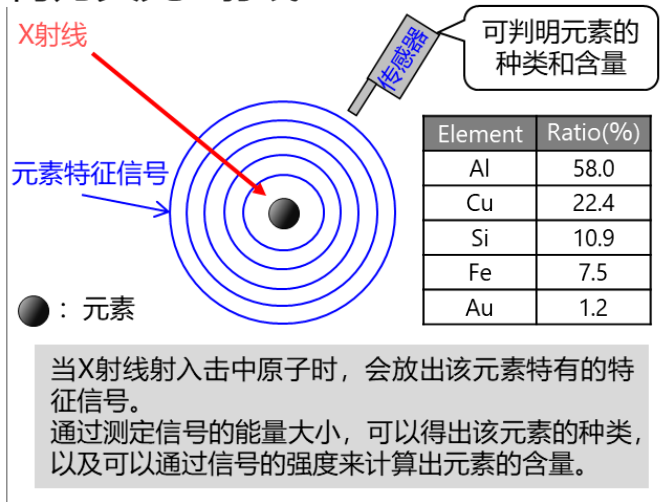 X射线
传感器
可判明元素的
种类和含量
元素特征信号
Element Ratio(%)
Al 58.0
Cu 22.4
Si 10.9
Fe 7.5
Au 1.2
：元素
当X射线射入击中原子时，会放出该元素特有的特
征信号。
通过测定信号的能量大小，可以得出该元素的种类，
以及可以通过信号的强度来计算出元素的含量。